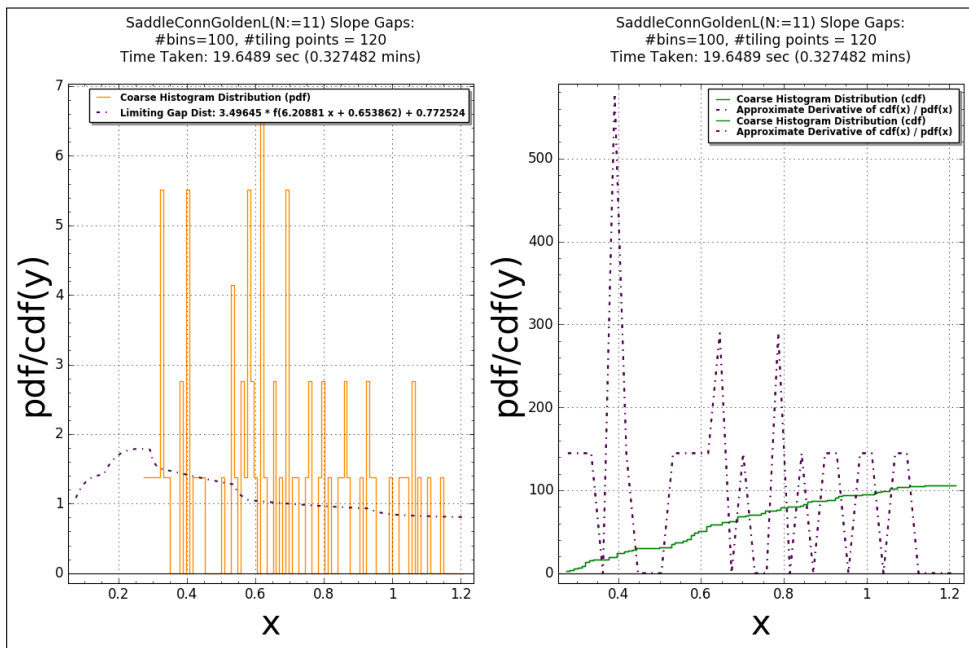 SaddleConnGoldenL(N:=11) Slope Gaps:
#bins=100, #tiling points = 120
Time Taken: 19.6489 sec (0.327482 mins)
Coarse Histogram Distribution (pdf)
Limiting Gap Dist: 3.49645 * f(6.20881 x + 0.653862) + 0.772524
7
6
5
4
3
2
1
0
0.2
0.4
0.6
0.8
1
1.2
pdf/cdf(y)
x
SaddleConnGoldenL(N:=11) Slope Gaps:
#bins=100, #tiling points = 120
Time Taken: 19.6489 sec (0.327482 mins)
Coarse Histogram Distribution (cdf)
Approximate Derivative of cdf(x) / pdf(x)
Coarse Histogram Distribution (cdf)
Approximate Derivative of cdf(x) / pdf(x)
500
400
300
200
100
0
0.4
0.6
0.8
1
1.2
pdf/cdf(y)
x